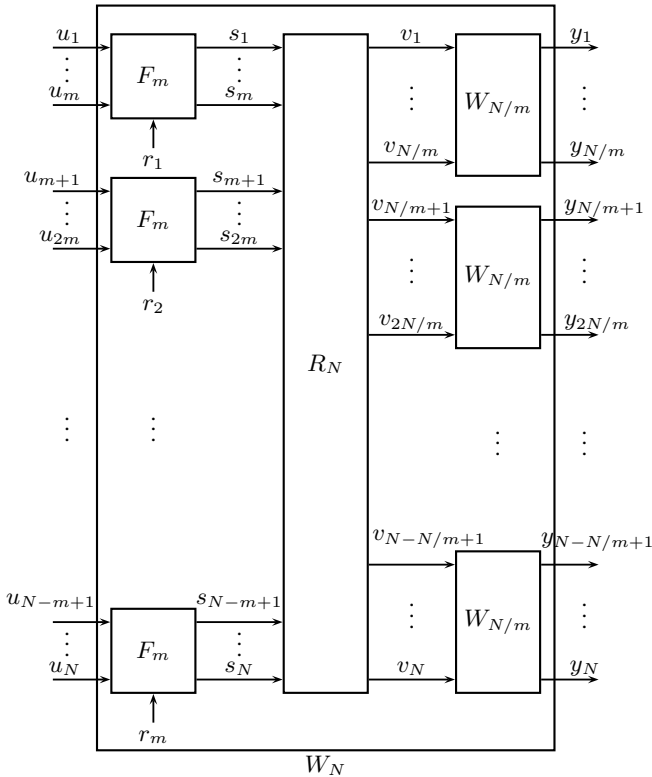 u_1 s_1 v_1 y_1
⋮ F_m ⋮ ⋮ W_{N/m} ⋮
u_m s_m
r_1 v_{N/m} y_{N/m}
u_{m+1} s_{m+1} v_{N/m+1} y_{N/m+1}
⋮ F_m ⋮
u_{2m} s_{2m} ⋮ W_{N/m} ⋮
r_2 v_{2N/m} y_{2N/m}
R_N
⋮ ⋮ ⋮ ⋮
v_{N-N/m+1} y_{N-N/m+1}
u_{N-m+1} s_{N-m+1} ⋮ W_{N/m} ⋮
⋮ F_m ⋮
u_N s_N v_N y_N
r_m
W_N